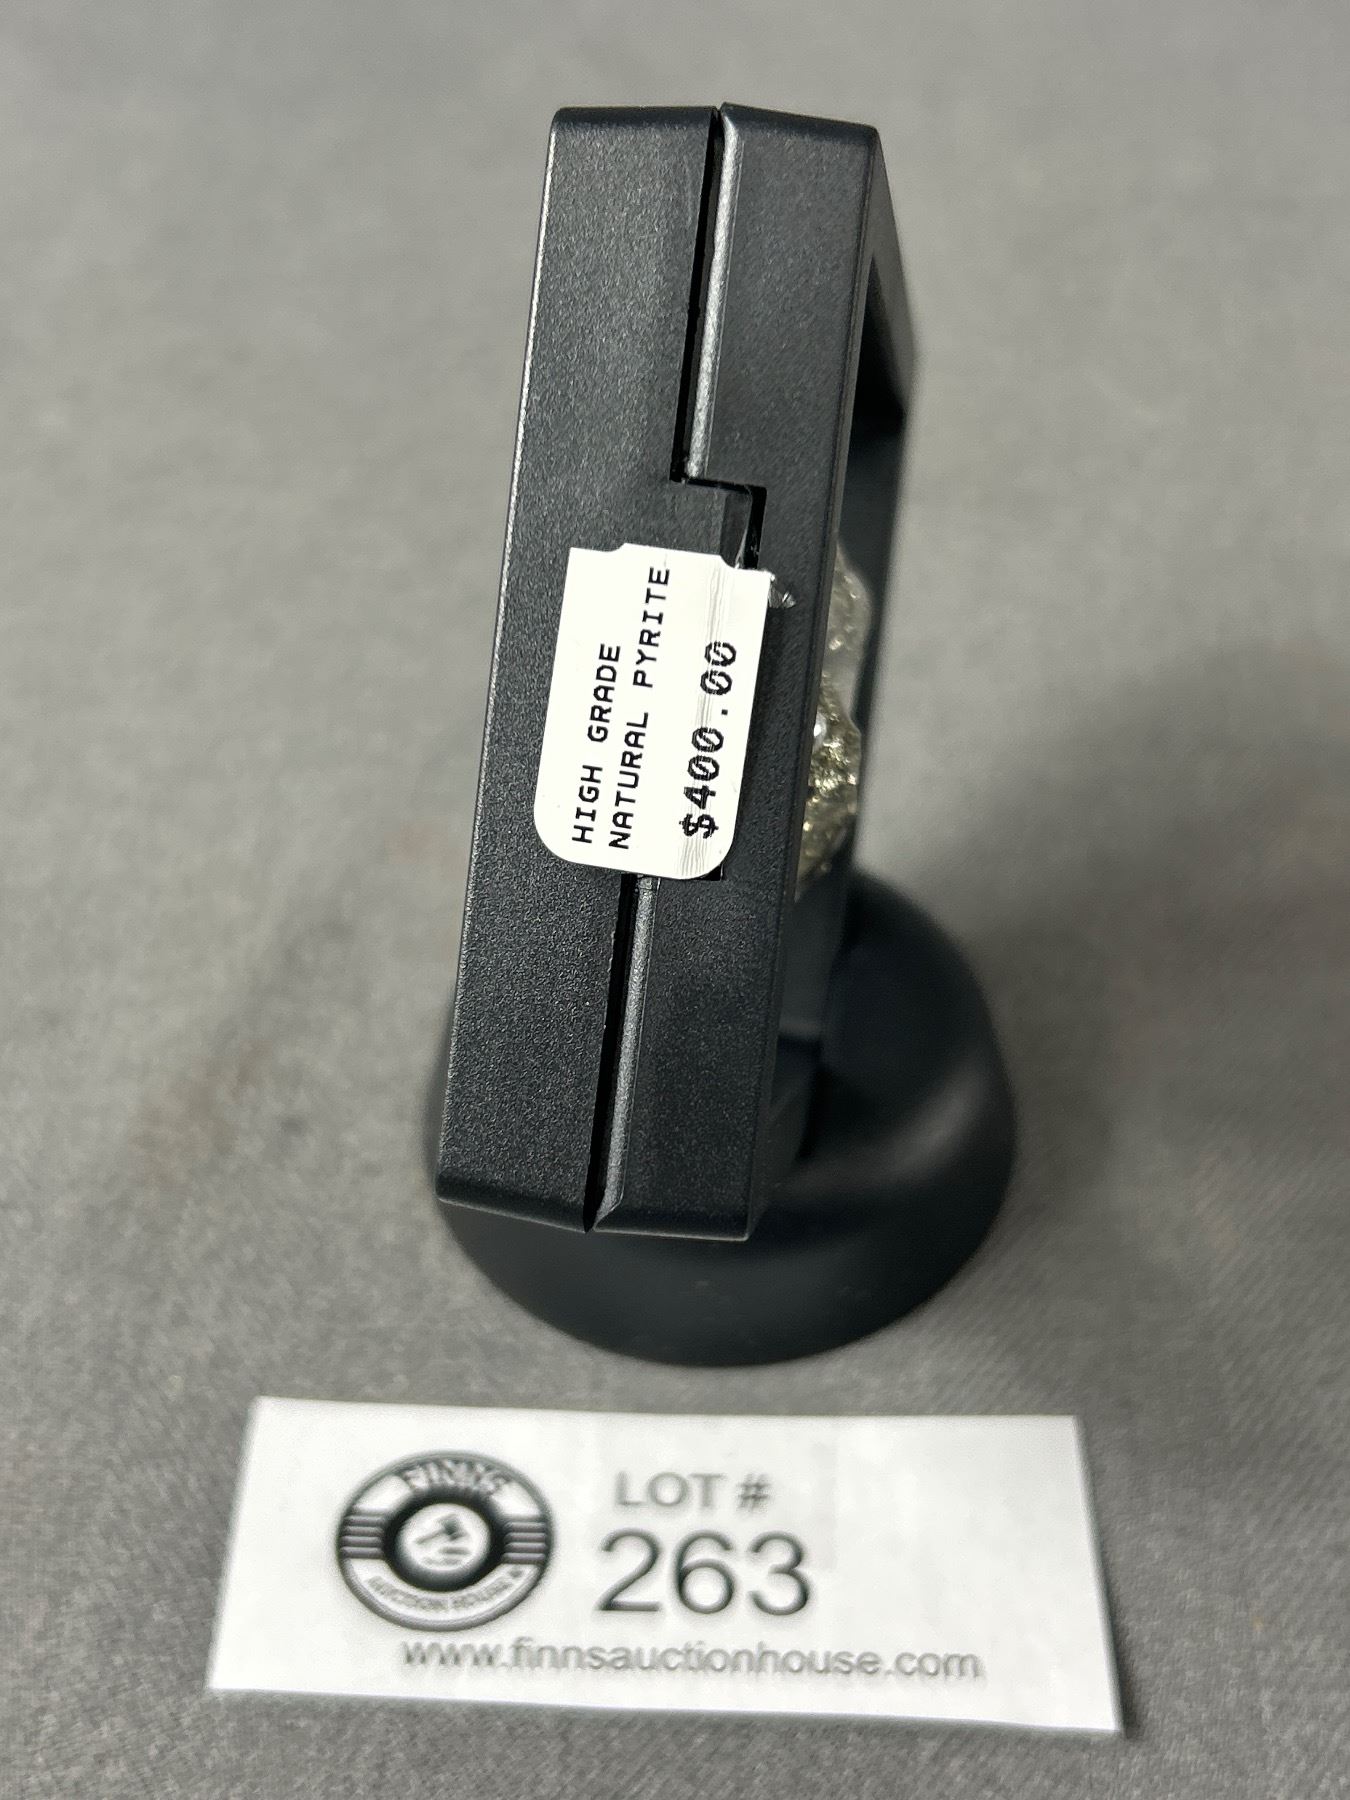 HIGH GRADE
NATURAL PYRITE
$400.00
FINNS
AUCTION HOUSE
LOT #
263
www.finnsauctionhouse.com